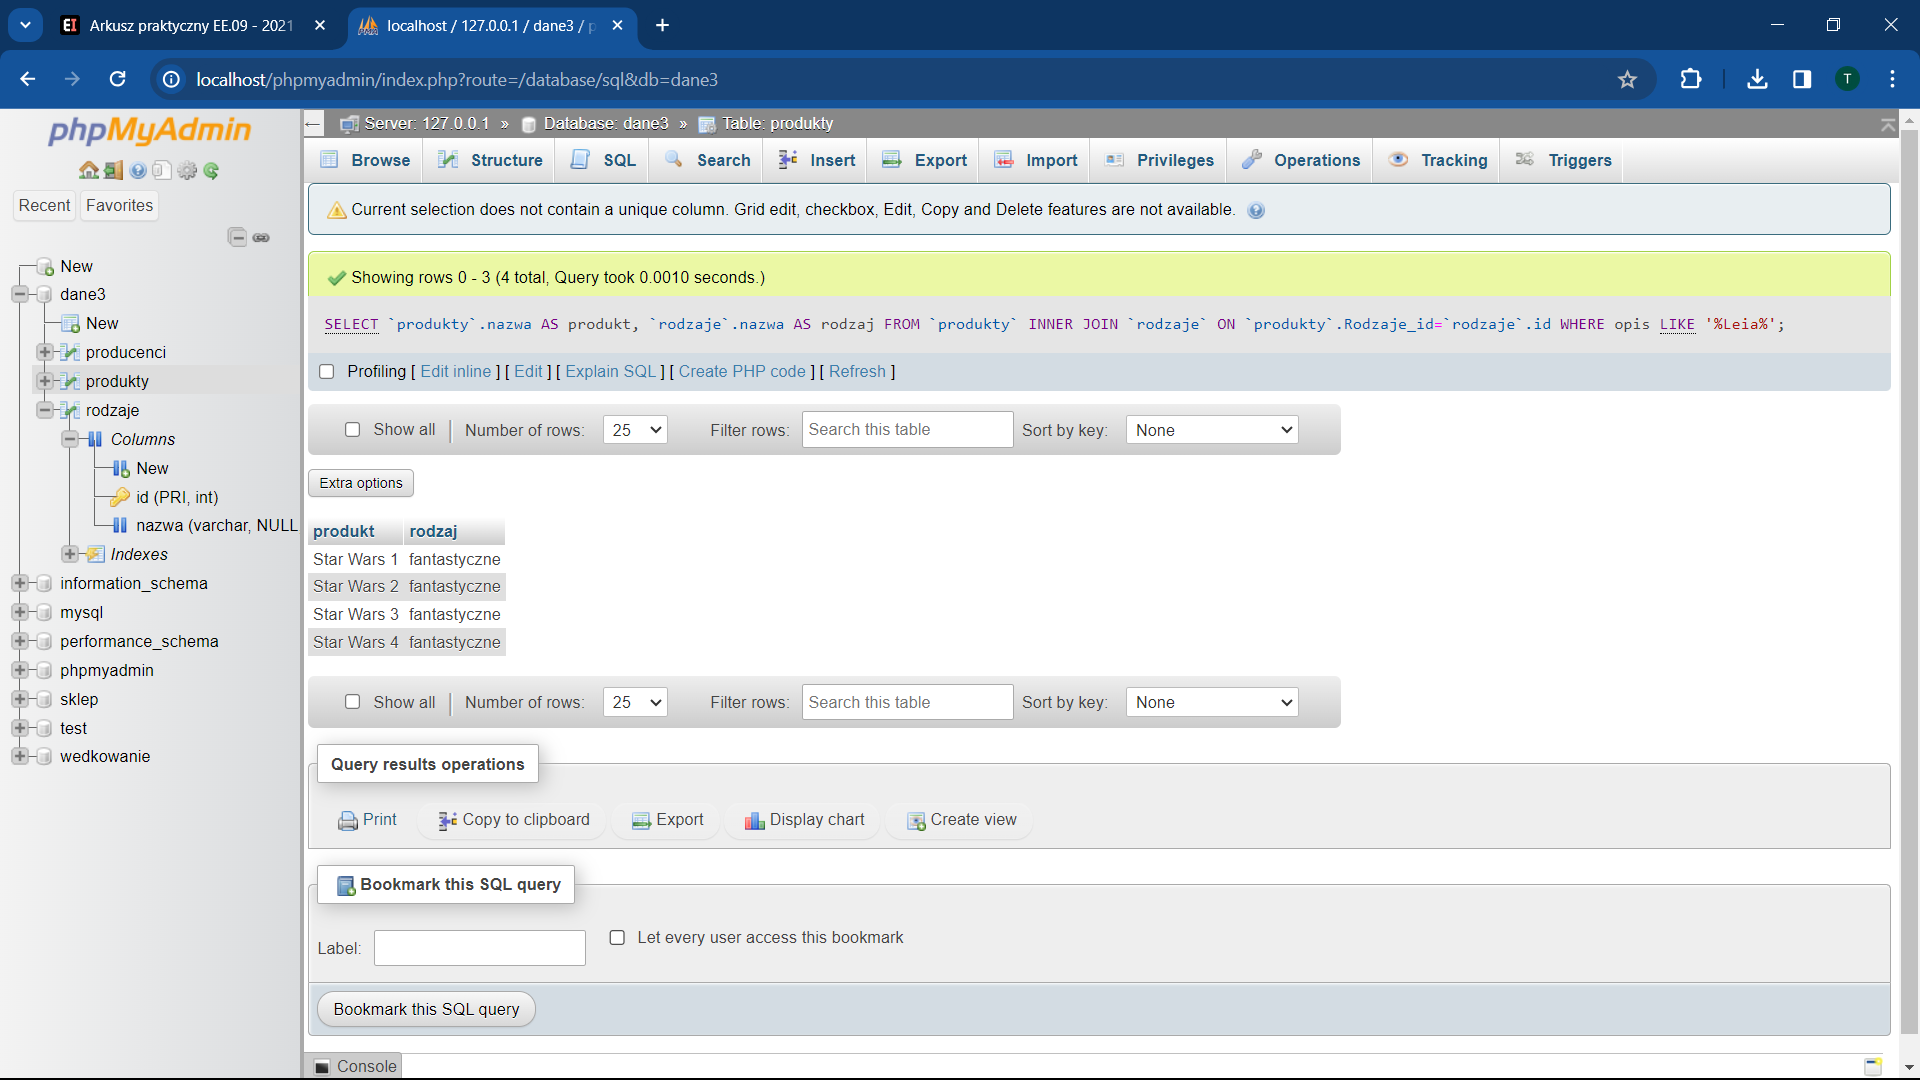 Arkusz praktyczny EE.09 - 2021
localhost / 127.0.0.1 / dane3 / p
localhost/phpmyadmin/index.php?route=/database/sql&db=dane3
T
phpMyAdmin
Recent
Favorites
New
dane3
New
producenci
produkty
rodzaje
Columns
New
id (PRI, int)
nazwa (varchar, NULL
Indexes
information_schema
mysql
performance_schema
phpmyadmin
sklep
test
wedkowanie
Server: 127.0.0.1 » Database: dane3 » Table: produkty
Browse Structure SQL Search Insert Export Import Privileges Operations Tracking Triggers
Current selection does not contain a unique column. Grid edit, checkbox, Edit, Copy and Delete features are not available.
Showing rows 0 - 3 (4 total, Query took 0.0010 seconds.)
SELECT `produkty`.nazwa AS produkt, `rodzaje`.nazwa AS rodzaj FROM `produkty` INNER JOIN `rodzaje` ON `produkty`.Rodzaje_id=`rodzaje`.id WHERE opis LIKE '%Leia%';
Profiling [ Edit inline ] [ Edit ] [ Explain SQL ] [ Create PHP code ] [ Refresh ]
Show all Number of rows: 25 Filter rows: Search this table Sort by key: None
Extra options
produkt rodzaj
Star Wars 1 fantastyczne
Star Wars 2 fantastyczne
Star Wars 3 fantastyczne
Star Wars 4 fantastyczne
Show all Number of rows: 25 Filter rows: Search this table Sort by key: None
Query results operations
Print Copy to clipboard Export Display chart Create view
Bookmark this SQL query
Label: Let every user access this bookmark
Bookmark this SQL query
Console